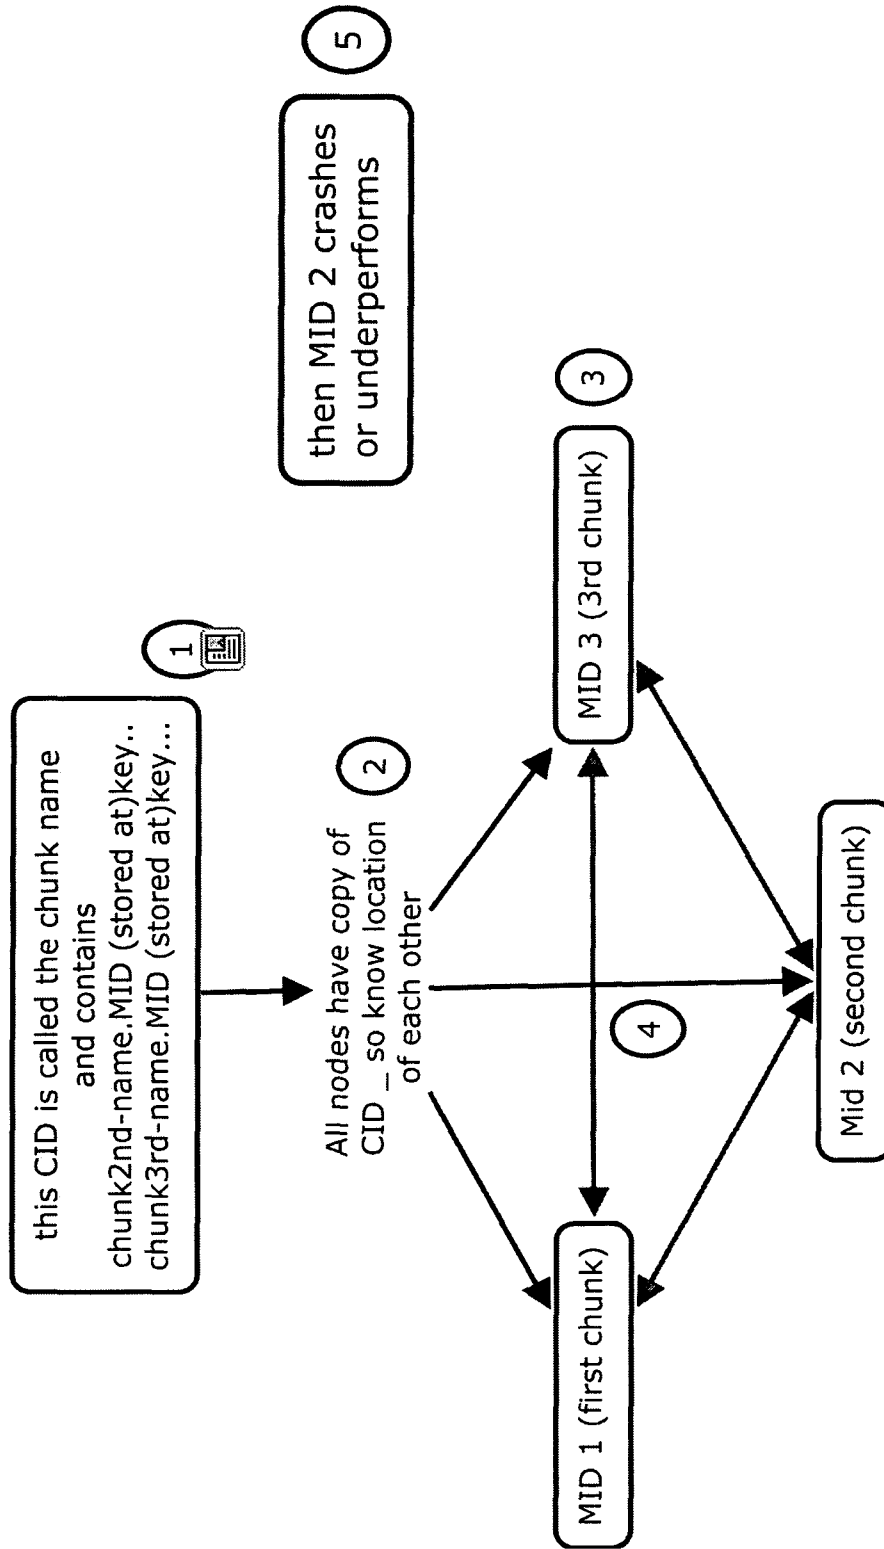 this CID is called the chunk name
and contains
chunk2nd-name.MID (stored at)key..
chunk3rd-name.MID (stored at)key...
1
All nodes have copy of
CID _ so know location
of each other
2
then MID 2 crashes
or underperforms
5
MID 1 (first chunk)
4
MID 3 (3rd chunk)
3
Mid 2 (second chunk)